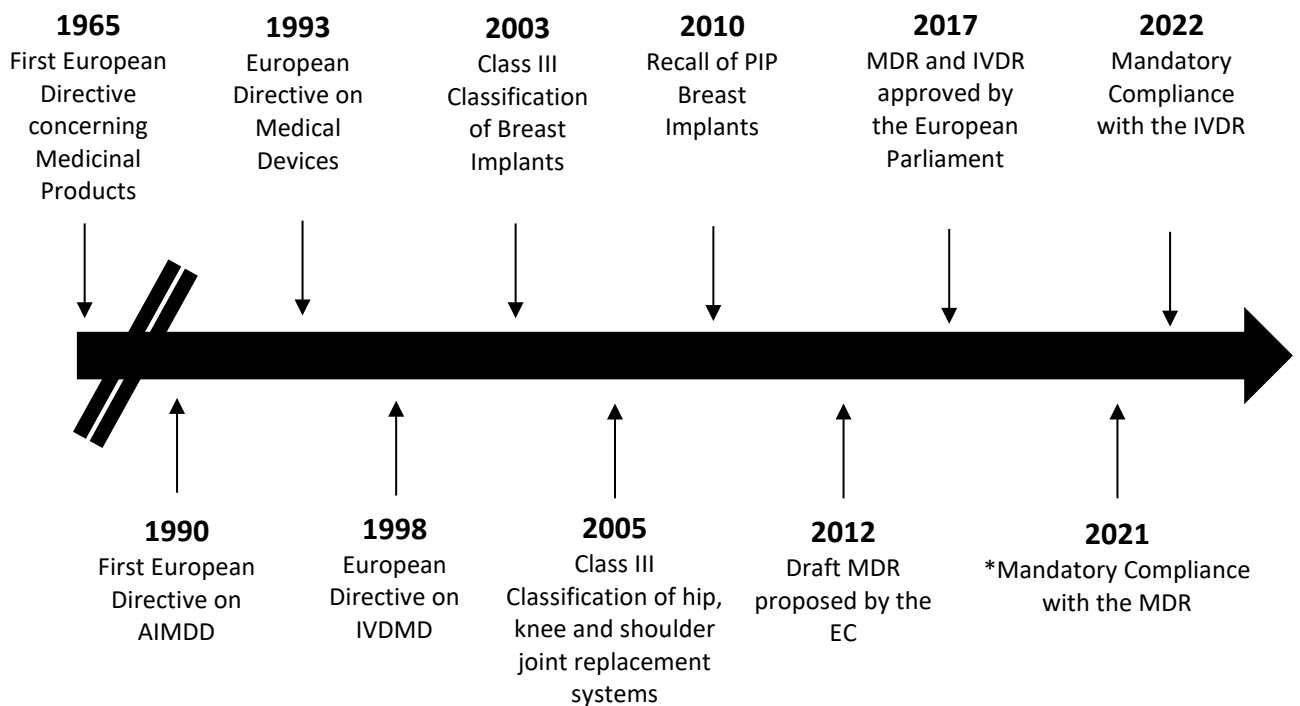 1965
First European
Directive
concerning
Medicinal
Products
1993
European
Directive on
Medical
Devices
2003
Class III
Classification
of Breast
Implants
2010
Recall of PIP
Breast
Implants
2017
MDR and IVDR
approved by
the European
Parliament
2022
Mandatory
Compliance
with the IVDR
1990
First European
Directive on
AIMDD
1998
European
Directive on
IVDMD
2005
Class III
Classification of hip,
knee and shoulder
joint replacement
systems
2012
Draft MDR
proposed by the
EC
2021
*Mandatory Compliance
with the MDR